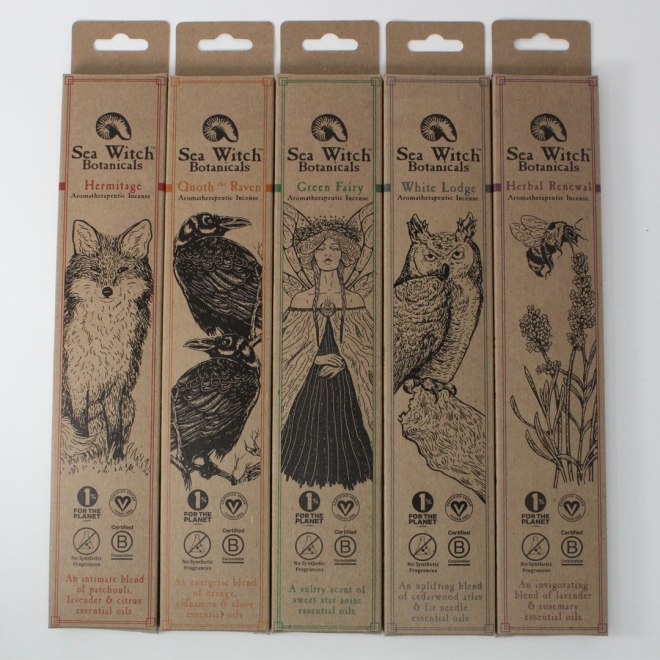 Sea Witch™
Botanicals
Hermitage
Aromatherapeutic Incense
1%
FOR THE
PLANET
No Synthetic
Fragrances
Certified
B
Corporation
An intimate blend
of patchouli,
lavender & citrus
essential oils
Sea Witch™
Botanicals
Quoth the Raven
Aromatherapeutic Incense
1%
FOR THE
PLANET
No Synthetic
Fragrances
Certified
B
Corporation
An energetic blend
of orange,
cinnamon & clove
essential oils
Sea Witch™
Botanicals
Green Fairy
Aromatherapeutic Incense
1%
FOR THE
PLANET
No Synthetic
Fragrances
Certified
B
Corporation
A sultry scent of
sweet star anise
essential oils
Sea Witch™
Botanicals
White Lodge
Aromatherapeutic Incense
1%
FOR THE
PLANET
No Synthetic
Fragrances
Certified
B
Corporation
An uplifting blend
of cedarwood atlas
& fir needle
essential oils
Sea Witch™
Botanicals
Herbal Renewal
Aromatherapeutic Incense
1%
FOR THE
PLANET
No Synthetic
Fragrances
Certified
B
Corporation
An invigorating
blend of lavender &
rosemary
essential oils